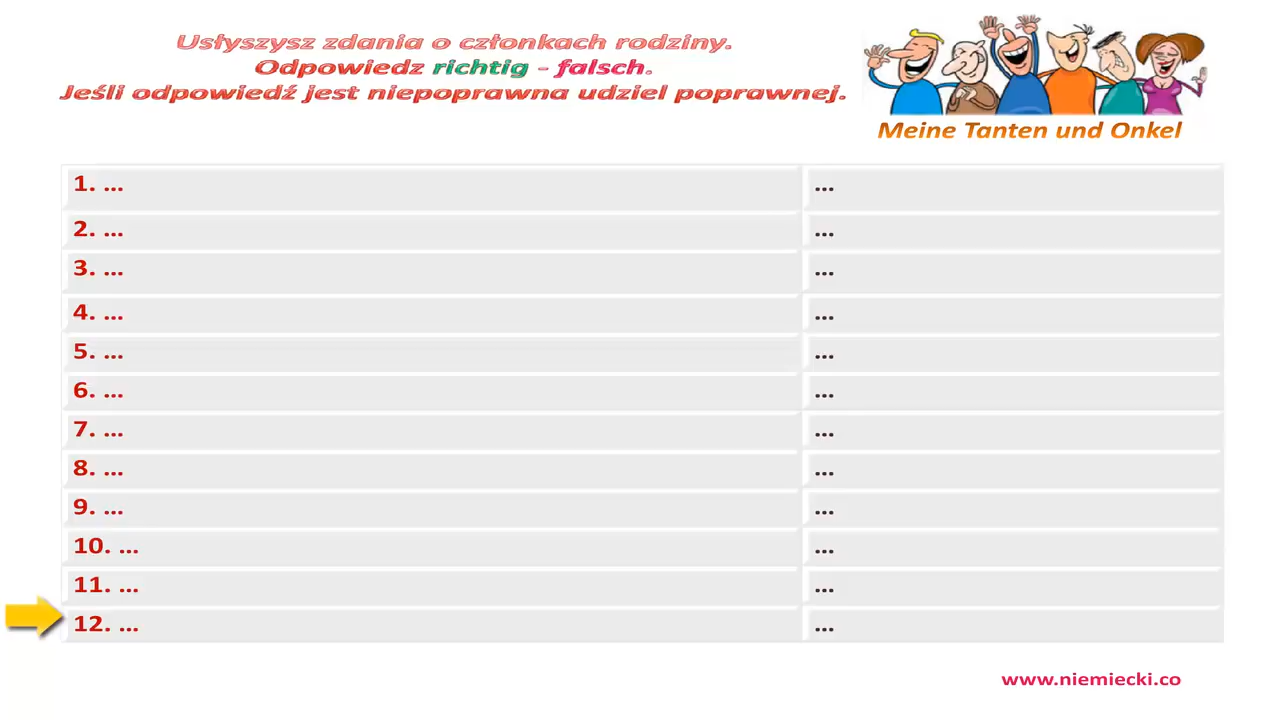 Usłyszysz zdania o członkach rodziny.
Odpowiedz richtig - falsch.
Jeśli odpowiedź jest niepoprawna udziel poprawnej.
Meine Tanten und Onkel
1. ... ...
2. ... ...
3. ... ...
4. ... ...
5. ... ...
6. ... ...
7. ... ...
8. ... ...
9. ... ...
10. ... ...
11. ... ...
12. ... ...
www.niemiecki.co